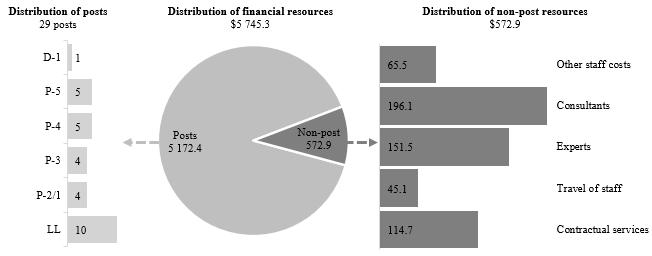 Distribution of posts
29 posts
D-1 1
P-5 5
P-4 5
P-3 4
P-2/1 4
LL 10
Distribution of financial resources
$5 745.3
Posts
5 172.4
Non-post
572.9
Distribution of non-post resources
$572.9
65.5 Other staff costs
196.1 Consultants
151.5 Experts
45.1 Travel of staff
114.7 Contractual services